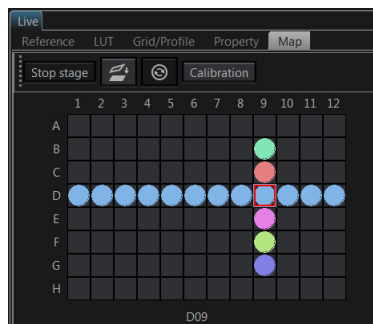 Live
Reference LUT Grid/Profile Property Map
Stop stage Calibration
1 2 3 4 5 6 7 8 9 10 11 12
A
B
C
D
E
F
G
H
D09